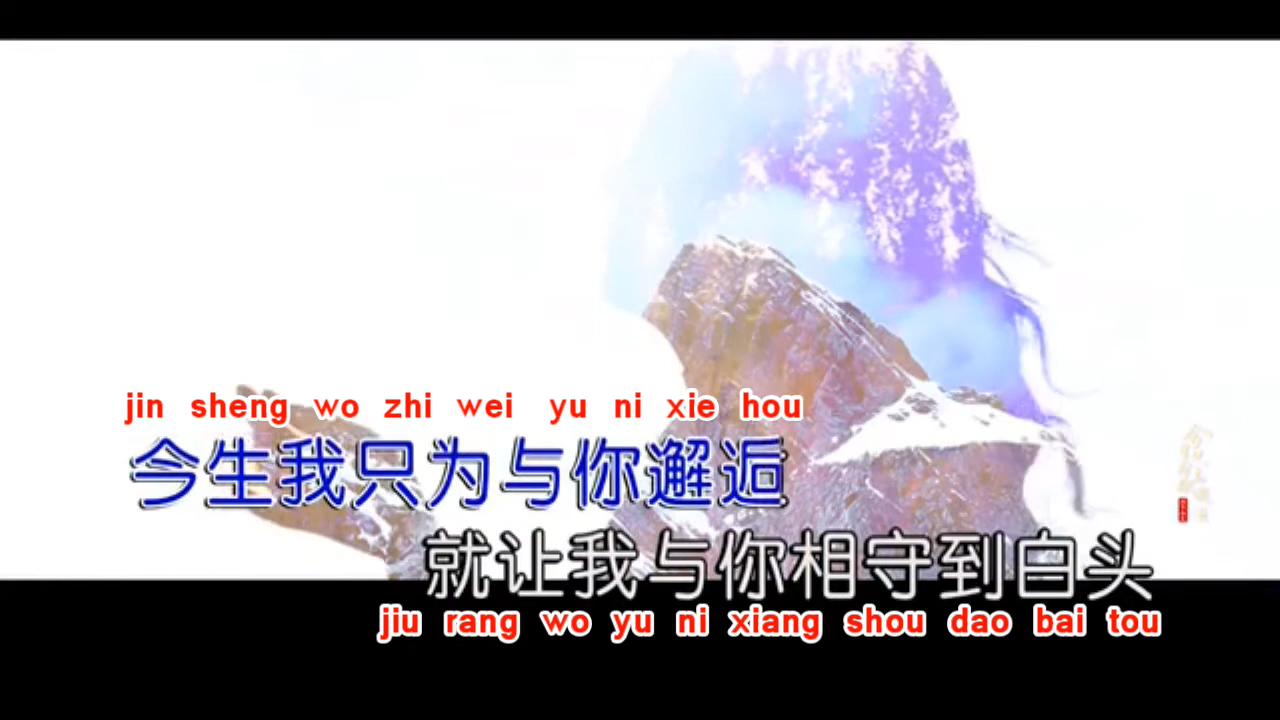 jin sheng wo zhi wei yu ni xie hou
今生我只为与你邂逅
就让我与你相守到白头
jiu rang wo yu ni xiang shou dao bai tou